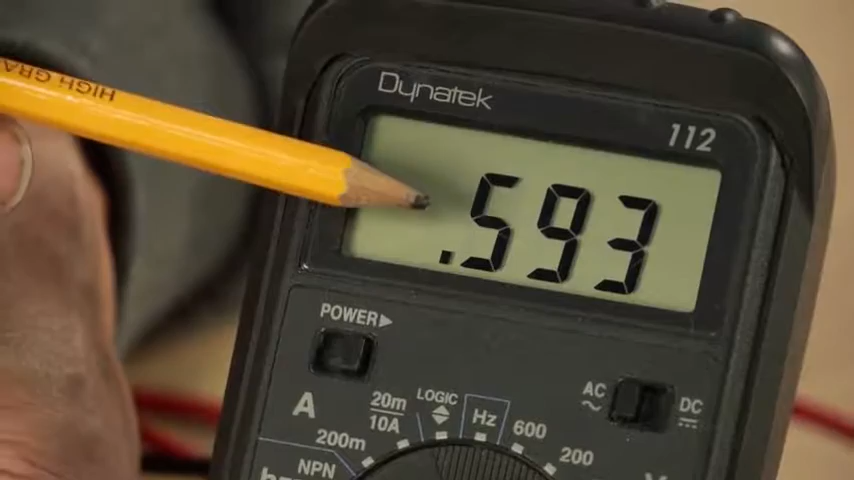 HIGH GRA
Dynatek
112
.593
POWER
A
20m
10A
LOGIC
Hz
600
AC
DC
200m
200
NPN
V